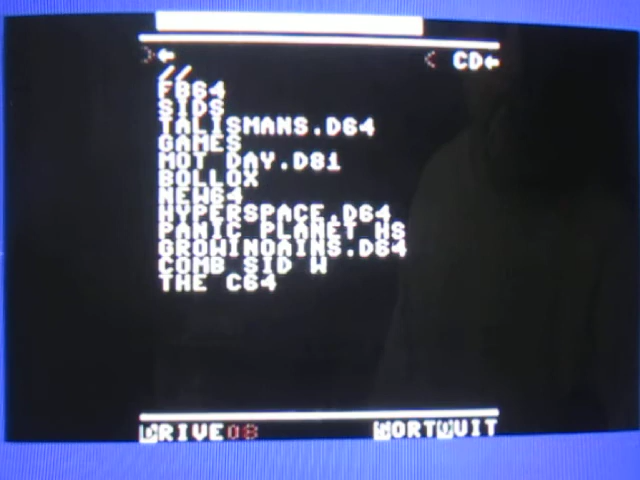 >← < CD←
//
FB64
SIDS
TALISMANS.D64
GAMES
MOT DAY.D81
BOLLOX
NEW64
HYPERSPACE.D64
PANIC PLANET HS
GROWINOAINS.D64
COMB SID W
THE C64
DRIVE08 SORT QUIT